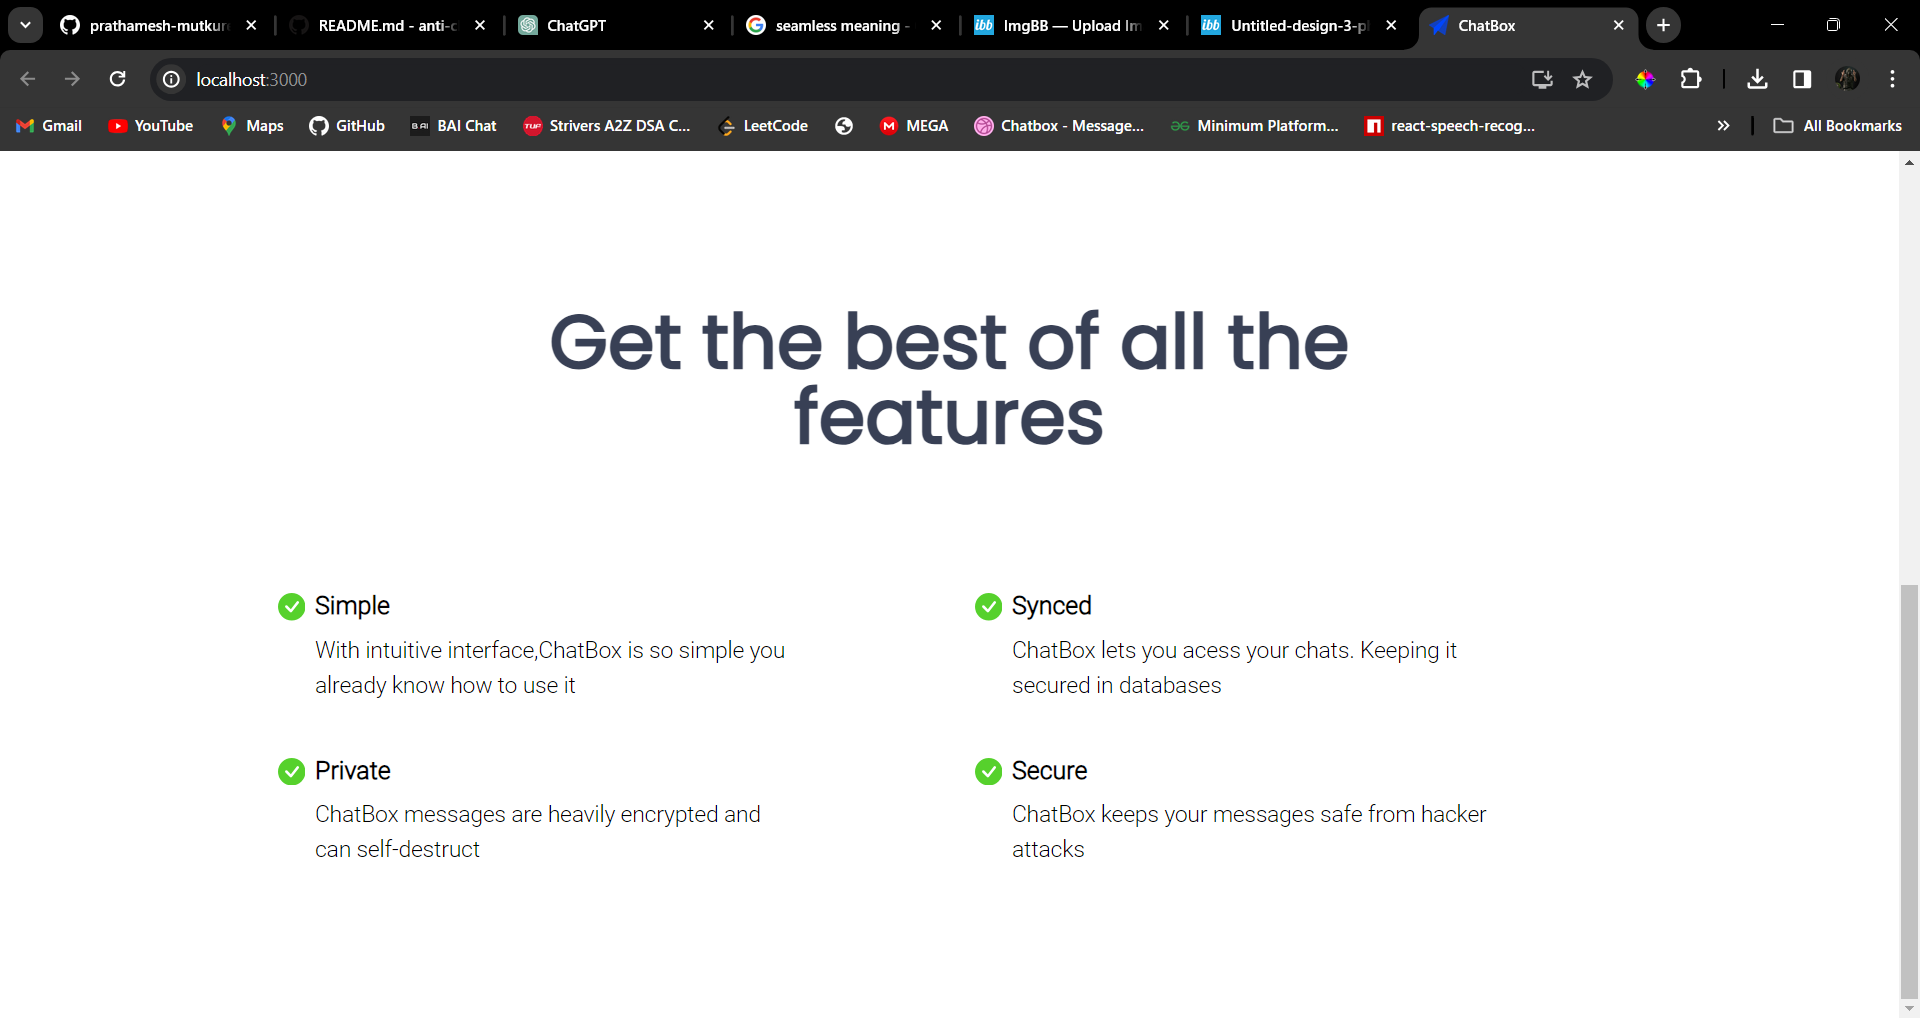 prathamesh-mutkur
README.md - anti-c
ChatGPT
seamless meaning -
ibb ImgBB — Upload Im
ibb Untitled-design-3-p
ChatBox
localhost:3000
Gmail
YouTube
Maps
GitHub
BAI BAI Chat
TUF Strivers A2Z DSA C...
LeetCode
M MEGA
Chatbox - Message...
Minimum Platform...
react-speech-recog...
All Bookmarks
Get the best of all the
features
Simple
With intuitive interface,ChatBox is so simple you
already know how to use it
Synced
ChatBox lets you acess your chats. Keeping it
secured in databases
Private
ChatBox messages are heavily encrypted and
can self-destruct
Secure
ChatBox keeps your messages safe from hacker
attacks